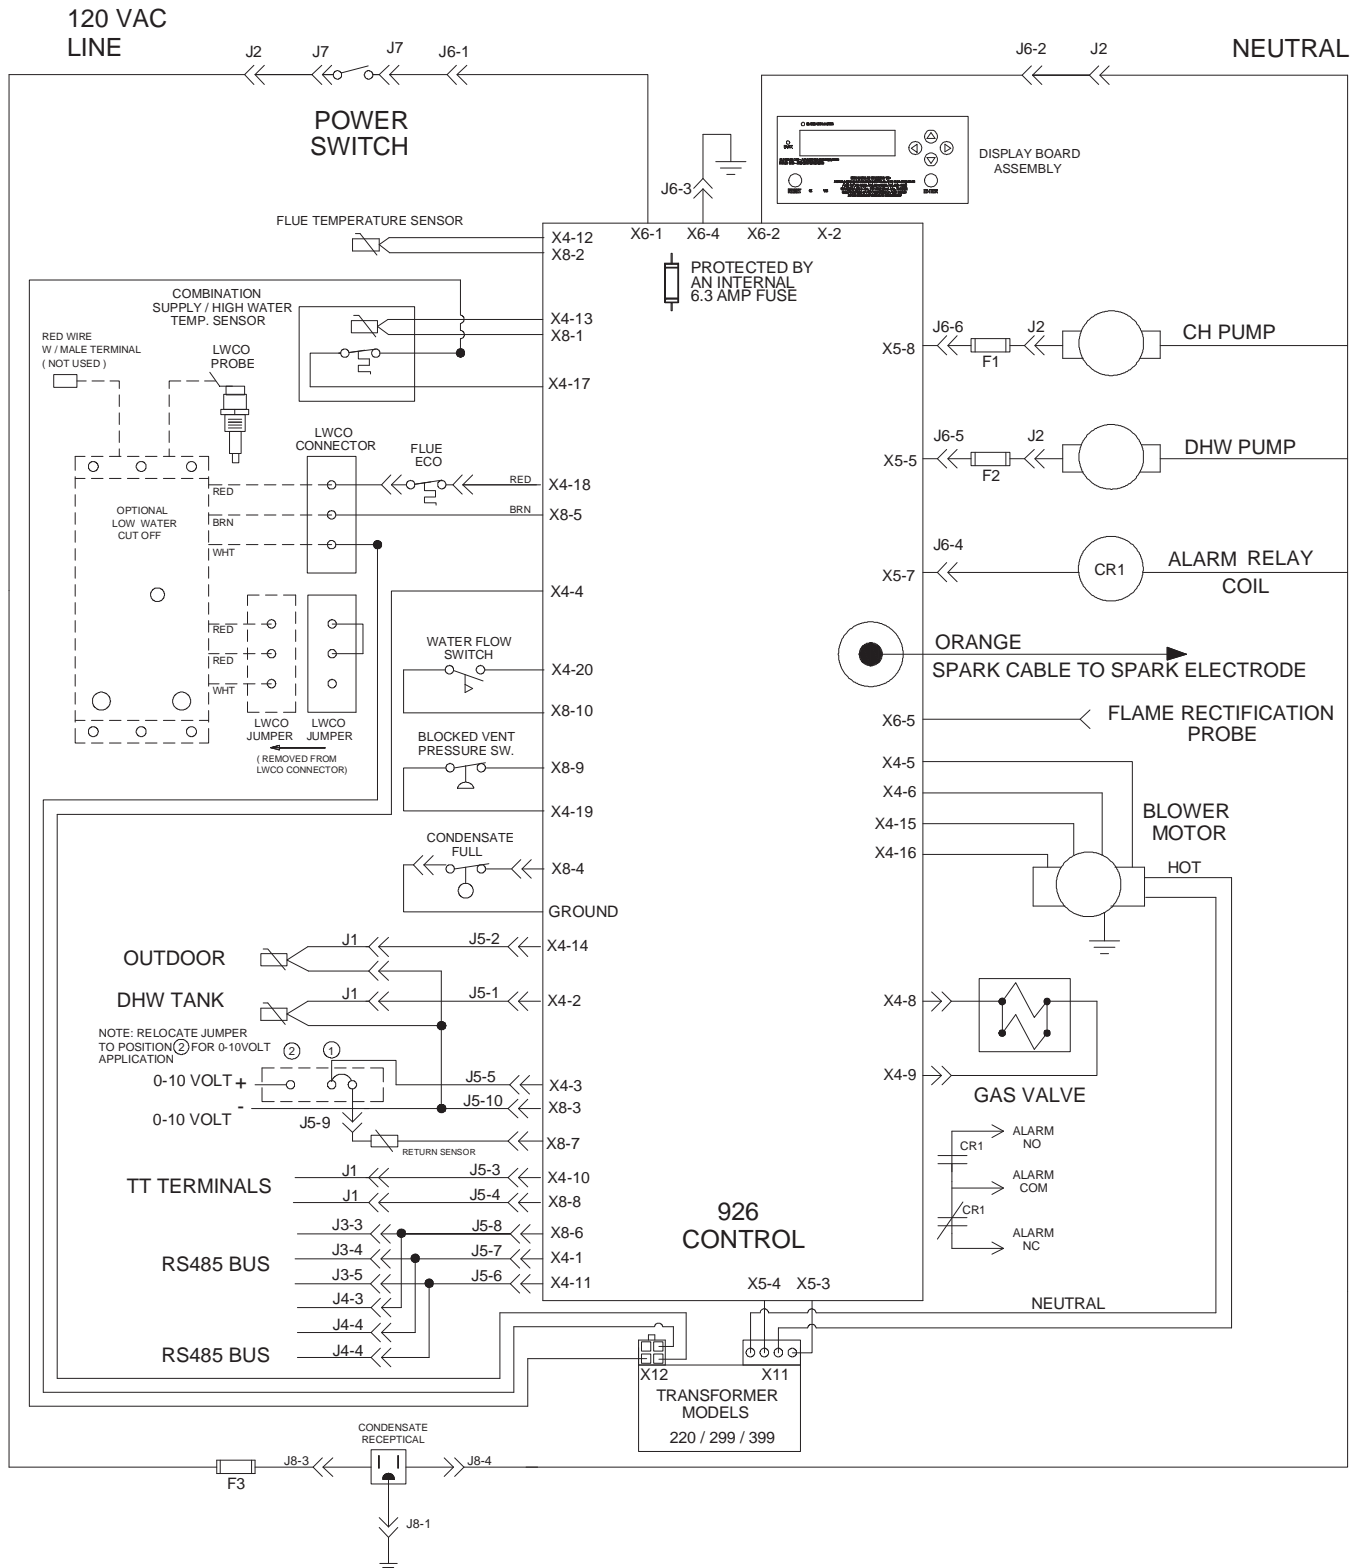 120 VAC
LINE
J2
J7
J7
J6-1
J6-2
J2
NEUTRAL
POWER
SWITCH
DISPLAY BOARD
ASSEMBLY
J6-3
FLUE TEMPERATURE SENSOR
X4-12
X8-2
X6-1
X6-4
X6-2
X-2
PROTECTED BY
AN INTERNAL
6.3 AMP FUSE
COMBINATION
SUPPLY / HIGH WATER
TEMP. SENSOR
X4-13
X8-1
X4-17
RED WIRE
W / MALE TERMINAL
( NOT USED )
LWCO
PROBE
J6-6
J2
F1
X5-8
CH PUMP
LWCO
CONNECTOR
FLUE
ECO
J6-5
J2
F2
X5-5
DHW PUMP
RED
RED
X4-18
BRN
BRN
X8-5
WHT
OPTIONAL
LOW WATER
CUT OFF
J6-4
X5-7
CR1
ALARM RELAY
COIL
X4-4
RED
RED
WHT
LWCO
JUMPER
LWCO
JUMPER
( REMOVED FROM
LWCO CONNECTOR)
WATER FLOW
SWITCH
X4-20
X8-10
ORANGE
SPARK CABLE TO SPARK ELECTRODE
X6-5
FLAME RECTIFICATION
PROBE
BLOCKED VENT
PRESSURE SW.
X8-9
X4-19
X4-5
X4-6
X4-15
X4-16
BLOWER
MOTOR
HOT
CONDENSATE
FULL
X8-4
GROUND
OUTDOOR
J1
J5-2
X4-14
DHW TANK
J1
J5-1
X4-2
X4-8
X4-9
GAS VALVE
NOTE: RELOCATE JUMPER
TO POSITION 2 FOR 0-10VOLT
APPLICATION
2
1
0-10 VOLT +
J5-5
X4-3
0-10 VOLT -
J5-10
X8-3
J5-9
RETURN SENSOR
X8-7
TT TERMINALS
J1
J5-3
X4-10
J1
J5-4
X8-8
CR1
ALARM
NO
ALARM
COM
CR1
ALARM
NC
926
CONTROL
RS485 BUS
J3-3
J5-8
X8-6
J3-4
J5-7
X4-1
J3-5
J5-6
X4-11
J4-3
J4-4
RS485 BUS
J4-4
X5-4
X5-3
NEUTRAL
X12
X11
TRANSFORMER
MODELS
220 / 299 / 399
CONDENSATE
RECEPTICAL
F3
J8-3
J8-4
J8-1